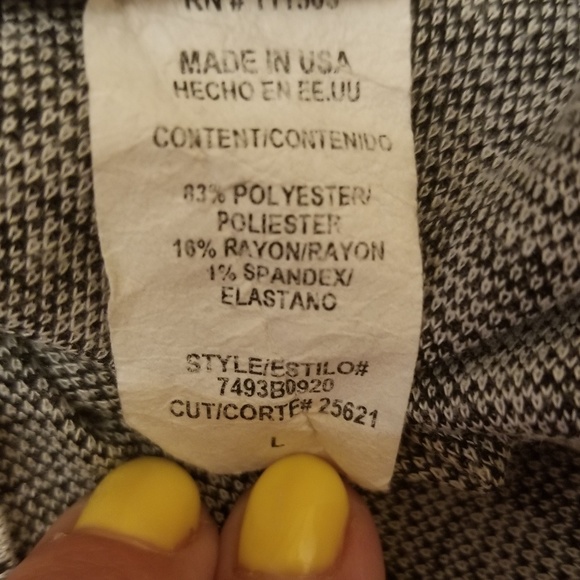 MADE IN USA
HECHO EN EE.UU
CONTENT/CONTENIDO
83% POLYESTER/
POLIESTER
16% RAYON/RAYON
1% SPANDEX/
ELASTANO
STYLE/ESTILO#
7493B0920
CUT/CORTE# 25621
L